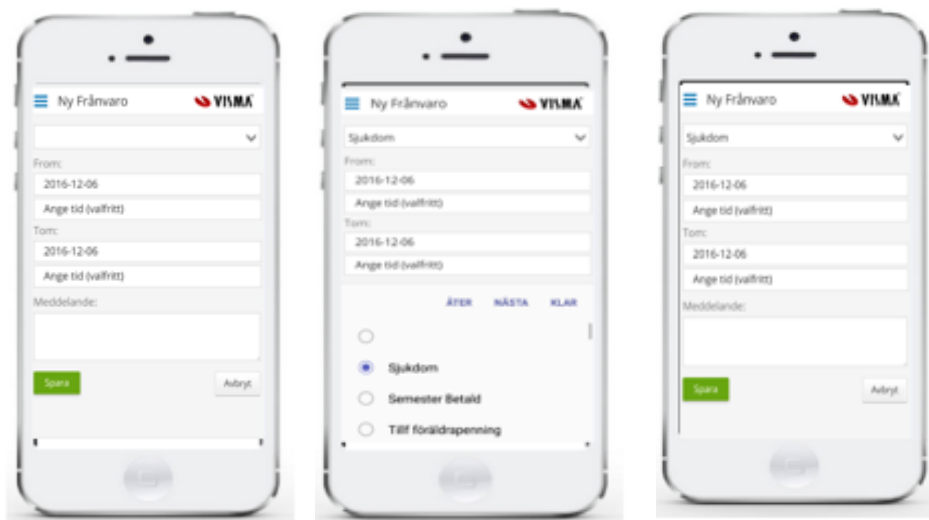 Ny Frånvaro VISMA
From:
2016-12-06
Ange tid (valfritt)
Tom:
2016-12-06
Ange tid (valfritt)
Meddelande:
Spara Avbryt
Ny Frånvaro VISMA
Sjukdom
From:
2016-12-06
Ange tid (valfritt)
Tom:
2016-12-06
Ange tid (valfritt)
ÅTER NÄSTA KLAR
Sjukdom
Semester Betald
Tillf föräldrapenning
Ny Frånvaro VISMA
Sjukdom
From:
2016-12-06
Ange tid (valfritt)
Tom:
2016-12-06
Ange tid (valfritt)
Meddelande:
Spara Avbryt